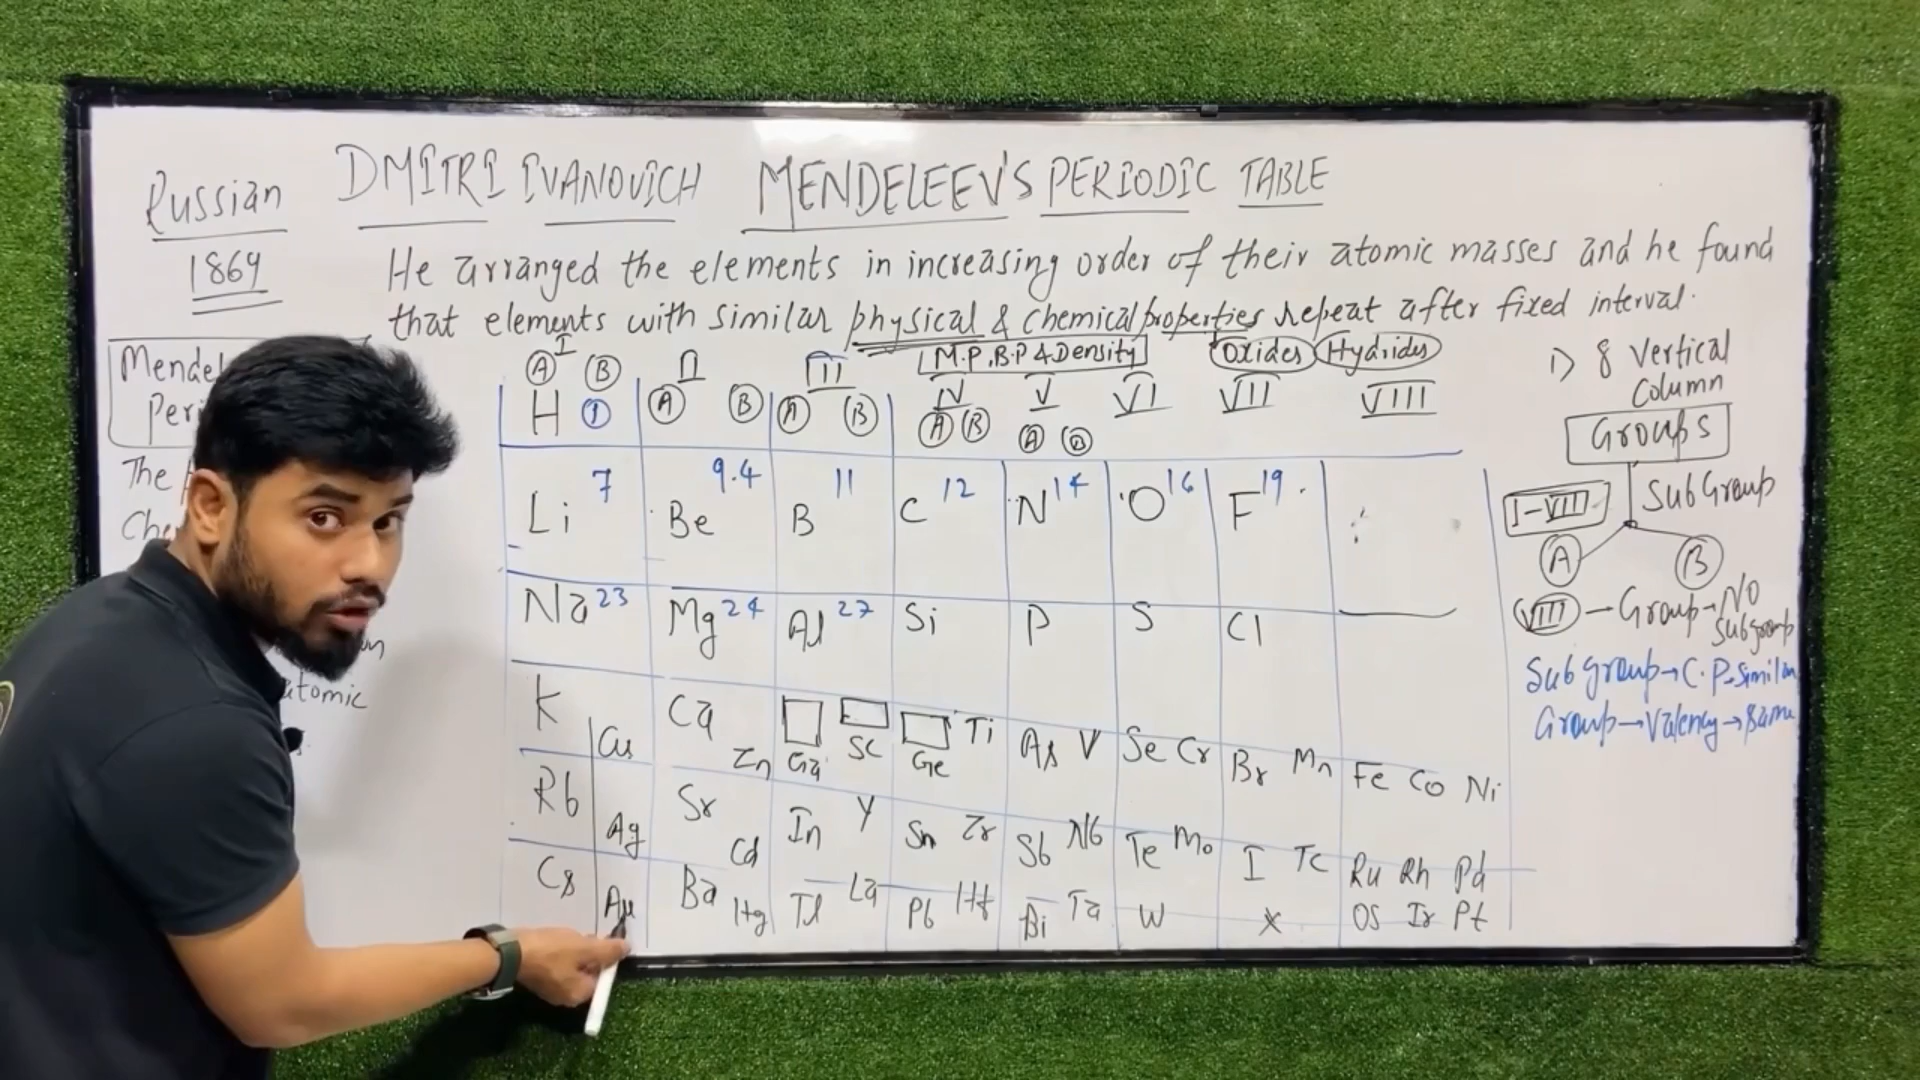 Russian
1869
DMITRI IVANOVICH MENDELEEV'S PERIODIC TABLE
He arranged the elements in increasing order of their atomic masses and he found
that elements with similar physical & chemical properties repeat after fixed interval.
M.P, B.P & Density Oxides Hydrides
I II III IV V VI VII VIII
A B A B A B A B A B
H 1
Li 7 Be 9.4 B 11 C 12 N 14 O 16 F 19
Na 23 Mg 24 Al 27 Si P S Cl
K Cu Ca Zn Ga Sc Ge Ti As V Se Cr Br Mn Fe Co Ni
Rb Ag Sr Cd In Y Sn Zr Sb Nb Te Mo I Tc Ru Rh Pd
Cs Au Ba Hg Tl La Pb Hf Bi Ta W X OS Ir Pt
The
atomic
1) 8 Vertical
Column
Groups
I-VII Sub Group
A B
VIII - Group → No
Subgroup
Sub group → C.P → Similar
Group → Valency → Same